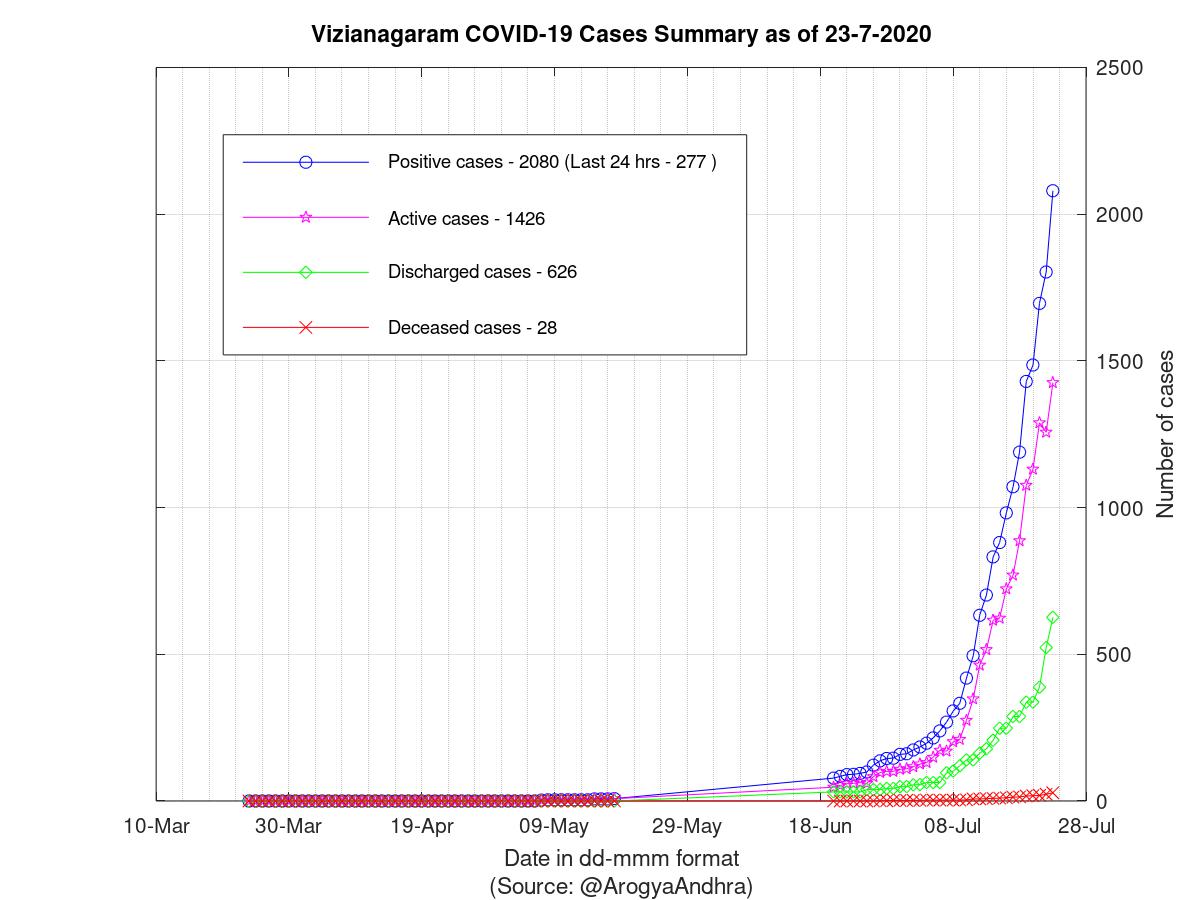 Vizianagaram COVID-19 Cases Summary as of 23-7-2020
2500
Positive cases - 2080 (Last 24 hrs - 277 )
Active cases - 1426
Discharged cases - 626
Deceased cases - 28
2000
1500
1000
500
0
Number of cases
10-Mar 30-Mar 19-Apr 09-May 29-May 18-Jun 08-Jul 28-Jul
Date in dd-mmm format
(Source: @ArogyaAndhra)